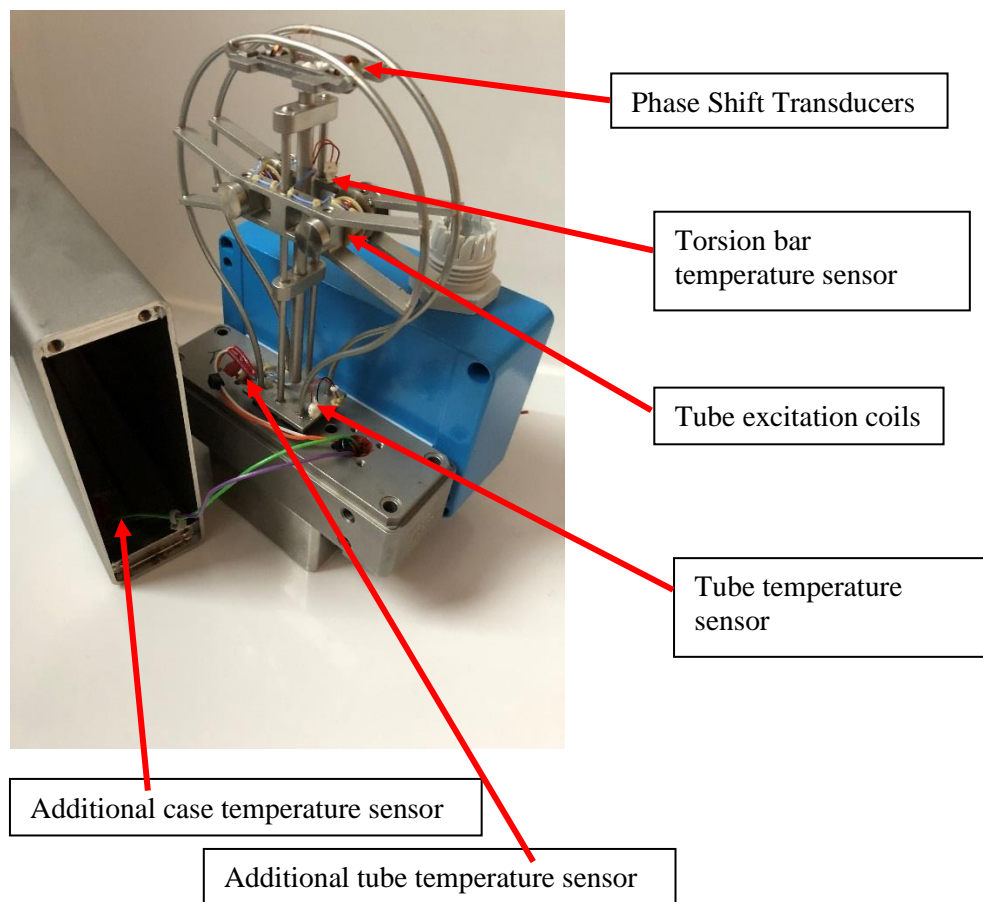 Phase Shift Transducers
Torsion bar
temperature sensor
Tube excitation coils
Tube temperature
sensor
Additional case temperature sensor
Additional tube temperature sensor